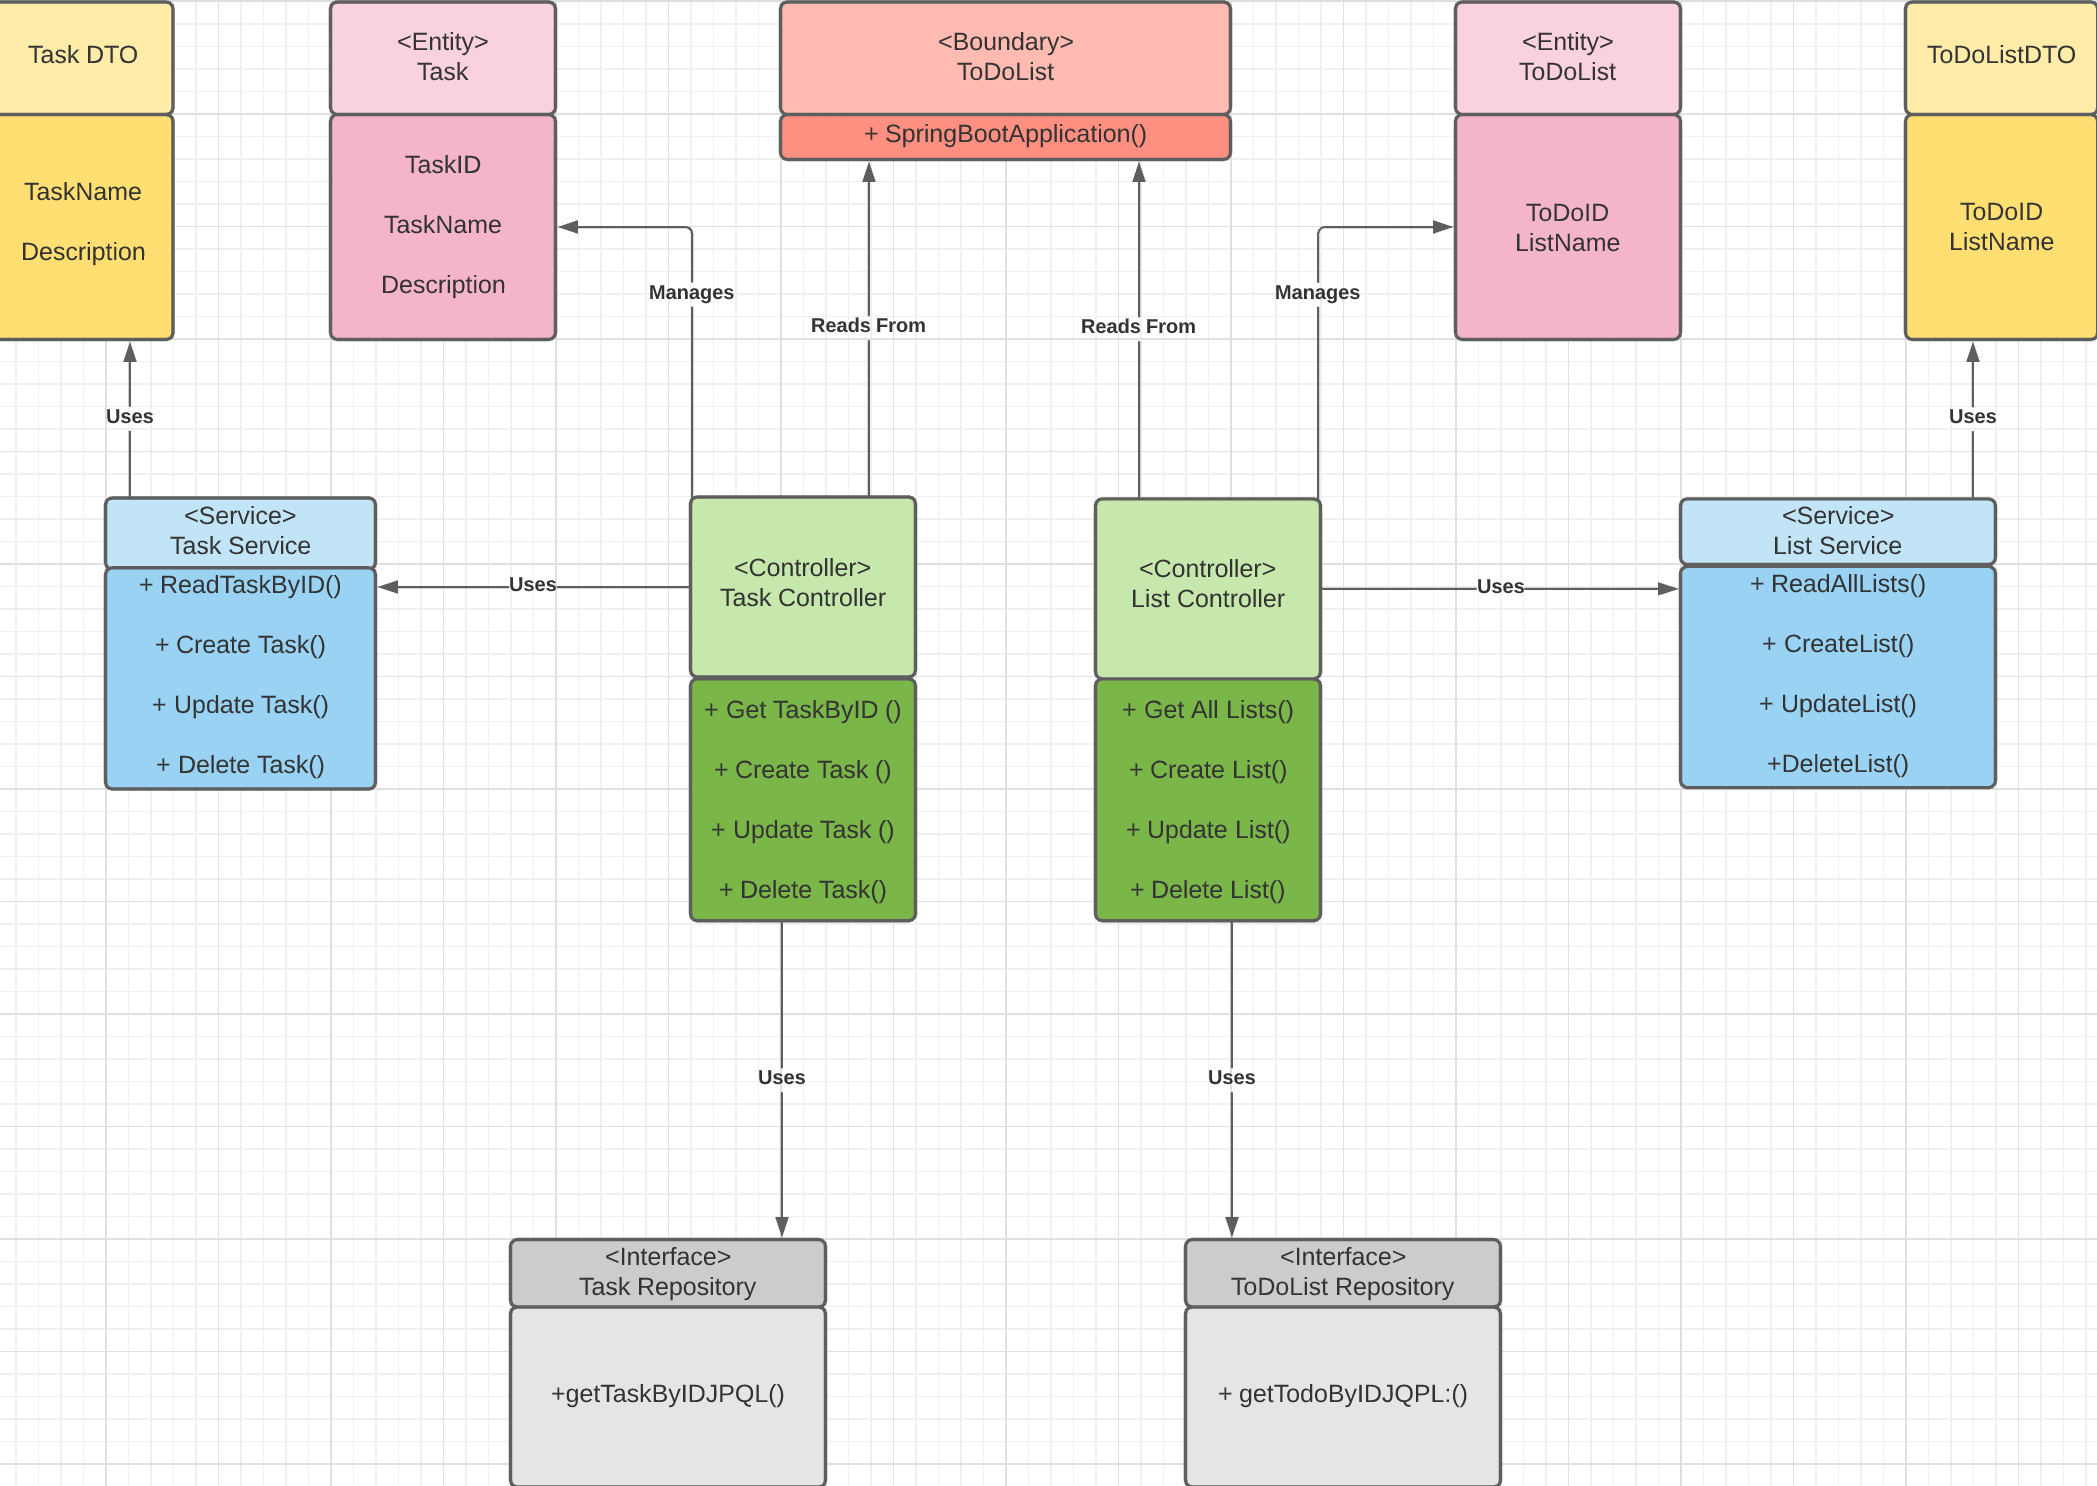 Task DTO
TaskName
Description
<Entity>
Task
TaskID
TaskName
Description
<Boundary>
ToDoList
+ SpringBootApplication()
<Entity>
ToDoList
ToDoID
ListName
ToDoListDTO
ToDoID
ListName
Manages
Reads From
Reads From
Manages
Uses
Uses
<Service>
Task Service
+ ReadTaskByID()
+ Create Task()
+ Update Task()
+ Delete Task()
Uses
<Controller>
Task Controller
+ Get TaskByID ()
+ Create Task ()
+ Update Task ()
+ Delete Task()
<Controller>
List Controller
+ Get All Lists()
+ Create List()
+ Update List()
+ Delete List()
Uses
<Service>
List Service
+ ReadAllLists()
+ CreateList()
+ UpdateList()
+DeleteList()
Uses
Uses
<Interface>
Task Repository
+getTaskByIDJPQL()
<Interface>
ToDoList Repository
+ getTodoByIDJQPL:()